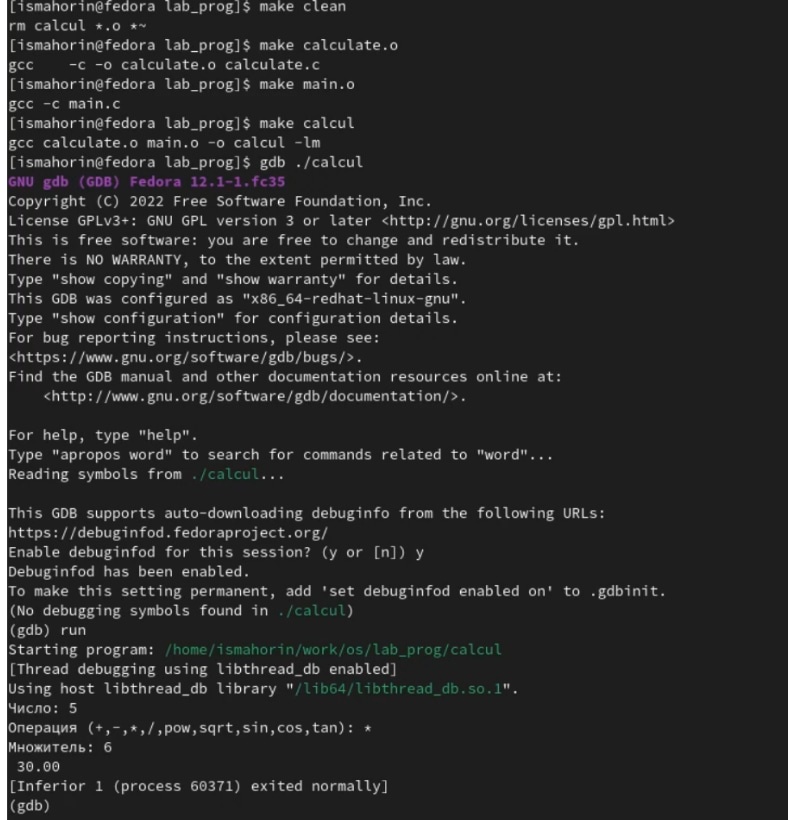 [ismahorin@fedora lab_prog]$ make clean
rm calcul *.o *~
[ismahorin@fedora lab_prog]$ make calculate.o
gcc    -c -o calculate.o calculate.c
[ismahorin@fedora lab_prog]$ make main.o
gcc -c main.c
[ismahorin@fedora lab_prog]$ make calcul
gcc calculate.o main.o -o calcul -lm
[ismahorin@fedora lab_prog]$ gdb ./calcul
GNU gdb (GDB) Fedora 12.1-1.fc35
Copyright (C) 2022 Free Software Foundation, Inc.
License GPLv3+: GNU GPL version 3 or later <http://gnu.org/licenses/gpl.html>
This is free software: you are free to change and redistribute it.
There is NO WARRANTY, to the extent permitted by law.
Type "show copying" and "show warranty" for details.
This GDB was configured as "x86_64-redhat-linux-gnu".
Type "show configuration" for configuration details.
For bug reporting instructions, please see:
<https://www.gnu.org/software/gdb/bugs/>.
Find the GDB manual and other documentation resources online at:
    <http://www.gnu.org/software/gdb/documentation/>.
For help, type "help".
Type "apropos word" to search for commands related to "word"...
Reading symbols from ./calcul...
This GDB supports auto-downloading debuginfo from the following URLs:
https://debuginfod.fedoraproject.org/
Enable debuginfod for this session? (y or [n]) y
Debuginfod has been enabled.
To make this setting permanent, add 'set debuginfod enabled on' to .gdbinit.
(No debugging symbols found in ./calcul)
(gdb) run
Starting program: /home/ismahorin/work/os/lab_prog/calcul
[Thread debugging using libthread_db enabled]
Using host libthread_db library "/lib64/libthread_db.so.1".
Число: 5
Операция (+,-,*,/,pow,sqrt,sin,cos,tan): *
Множитель: 6
 30.00
[Inferior 1 (process 60371) exited normally]
(gdb)